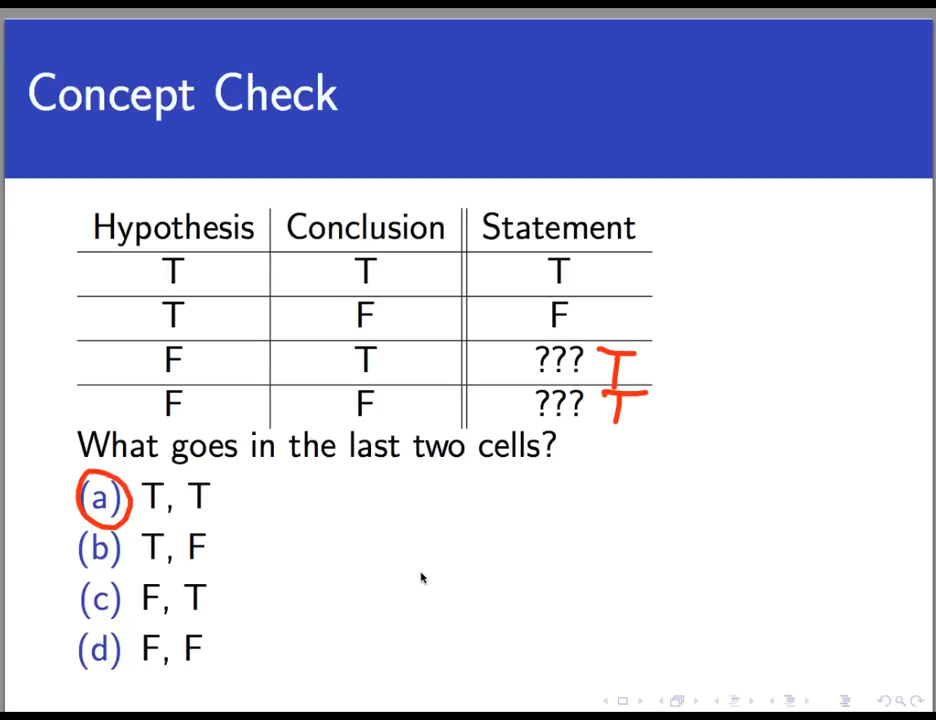 Concept Check
Hypothesis Conclusion Statement
T T T
T F F
F T ??? T
F F ??? T
What goes in the last two cells?
(a) T, T
(b) T, F
(c) F, T
(d) F, F